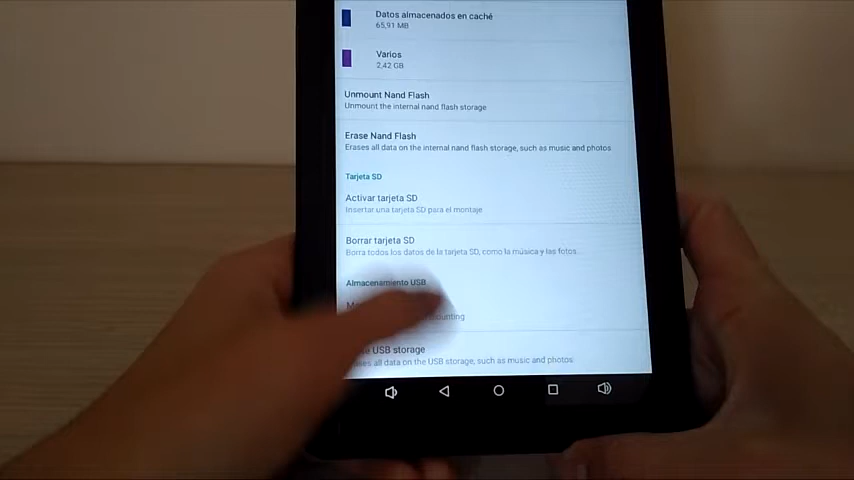 Datos almacenados en caché
65,91 MB
Varios
2,42 GB
Unmount Nand Flash
Unmount the internal nand flash storage
Erase Nand Flash
Erases all data on the internal nand flash storage, such as music and photos
Tarjeta SD
Activar tarjeta SD
Insertar una tarjeta SD para el montaje
Borrar tarjeta SD
Borra todos los datos de la tarjeta SD, como la música y las fotos
Almacenamiento USB
USB storage
all data on the USB storage, such as music and photos